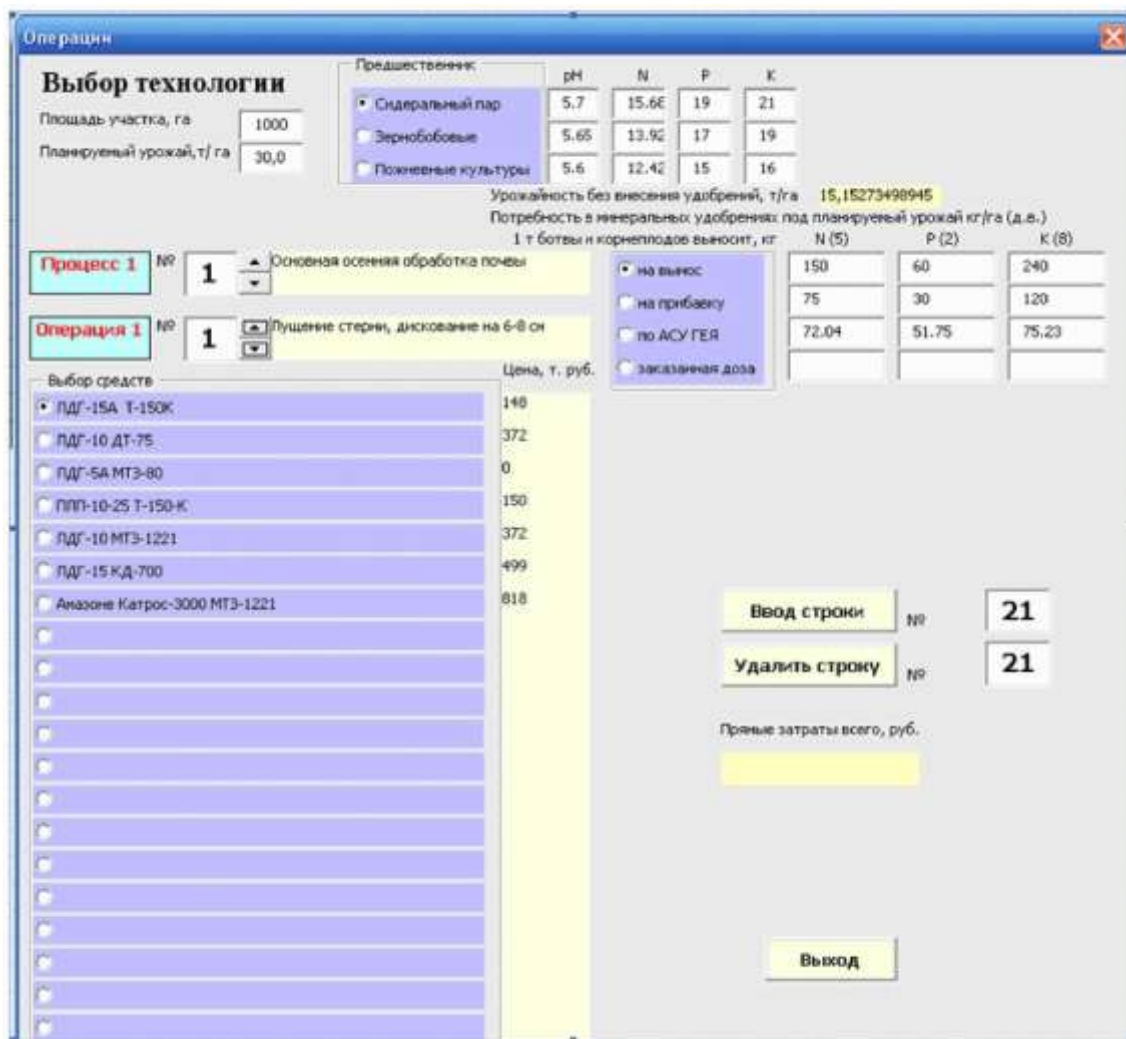 Операции
Выбор технологии
Площадь участка, га 1000
Планируемый урожай,т/ га 30,0
Предшественник pH N P K
Сидеральный пар 5.7 15.66 19 21
Зернобобовые 5.65 13.92 17 19
Пожневные культуры 5.6 12.42 15 16
Урожайность без внесения удобрений, т/га 15,15273498945
Потребность в минеральных удобрениях под планируемый урожай кг/га (д.в.)
1 т ботвы и корнеплодов выносит, кг N (5) P (2) K (8)
Процесс 1 № 1 Основная осенняя обработка почвы
на вынос 150 60 240
на прибавку 75 30 120
Операция 1 № 1 Лущение стерни, дискование на 6-8 см
по АСУ ГЕЯ 72.04 51.75 75.23
заказанная доза
Выбор средств Цена, т. руб.
ЛДГ-15А Т-150К 148
ЛДГ-10 ДТ-75 372
ЛДГ-5А МТЗ-80 0
ППП-10-25 Т-150-К 150
ЛДГ-10 МТЗ-1221 372
ЛДГ-15 КД-700 499
Амазоне Катрос-3000 МТЗ-1221 818
Ввод строки № 21
Удалить строку № 21
Прямые затраты всего, руб.
Выход